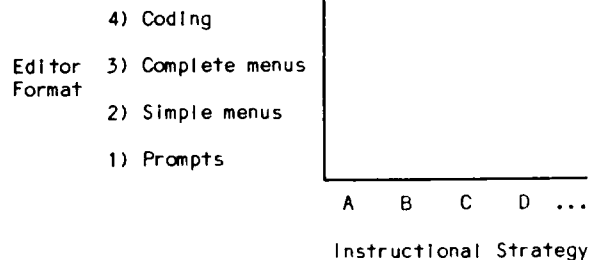 4) Coding
Editor 3) Complete menus
Format
2) Simple menus
1) Prompts
A B C D ...
Instructional Strategy